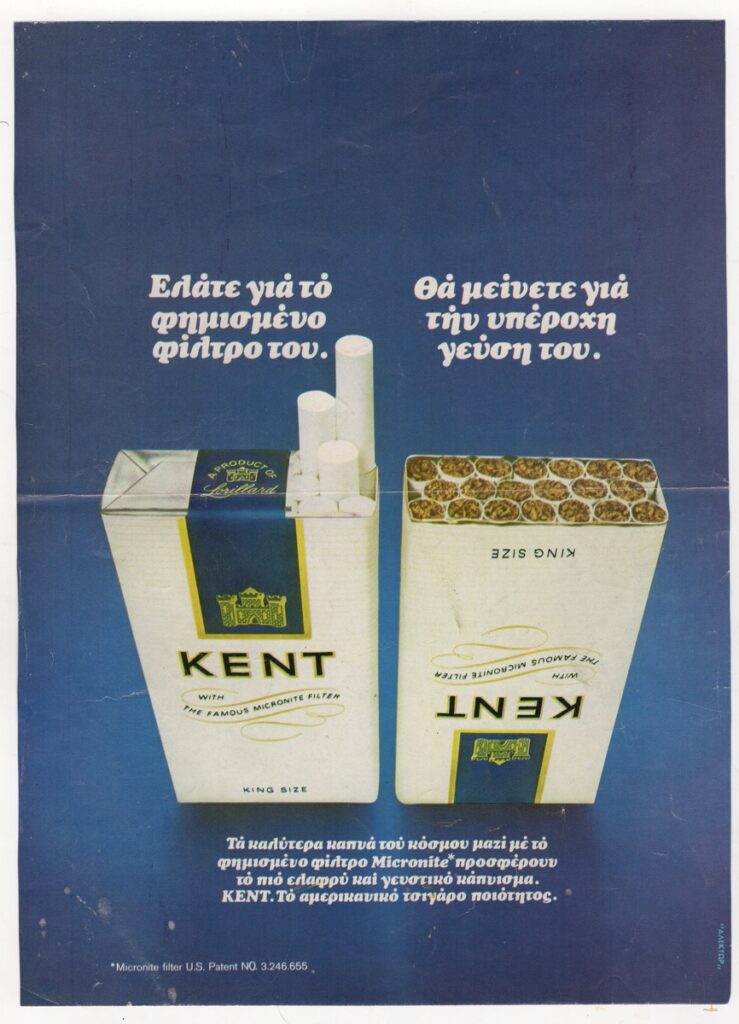 Ελάτε γιά τό
φημισμένο
φίλτρο του.
Θά μείνετε γιά
τήν υπέροχη
γεύση του.
A PRODUCT OF
Lorillard
KENT
WITH
THE FAMOUS MICRONITE FILTER
KING SIZE
KING SIZE
THE FAMOUS MICRONITE FILTER
WITH
KENT
Τά καλύτερα καπνά τού κόσμου μαζί μέ τό
φημισμένο φίλτρο Micronite* προσφέρουν
τό πιό ελαφρύ καί γευστικό κάπνισμα.
KENT. Τό αμερικανικό τσιγάρο ποιότητος.
*Micronite filter U.S. Patent NO. 3.246.655
"ΑΛΕΚΤΩΡ"